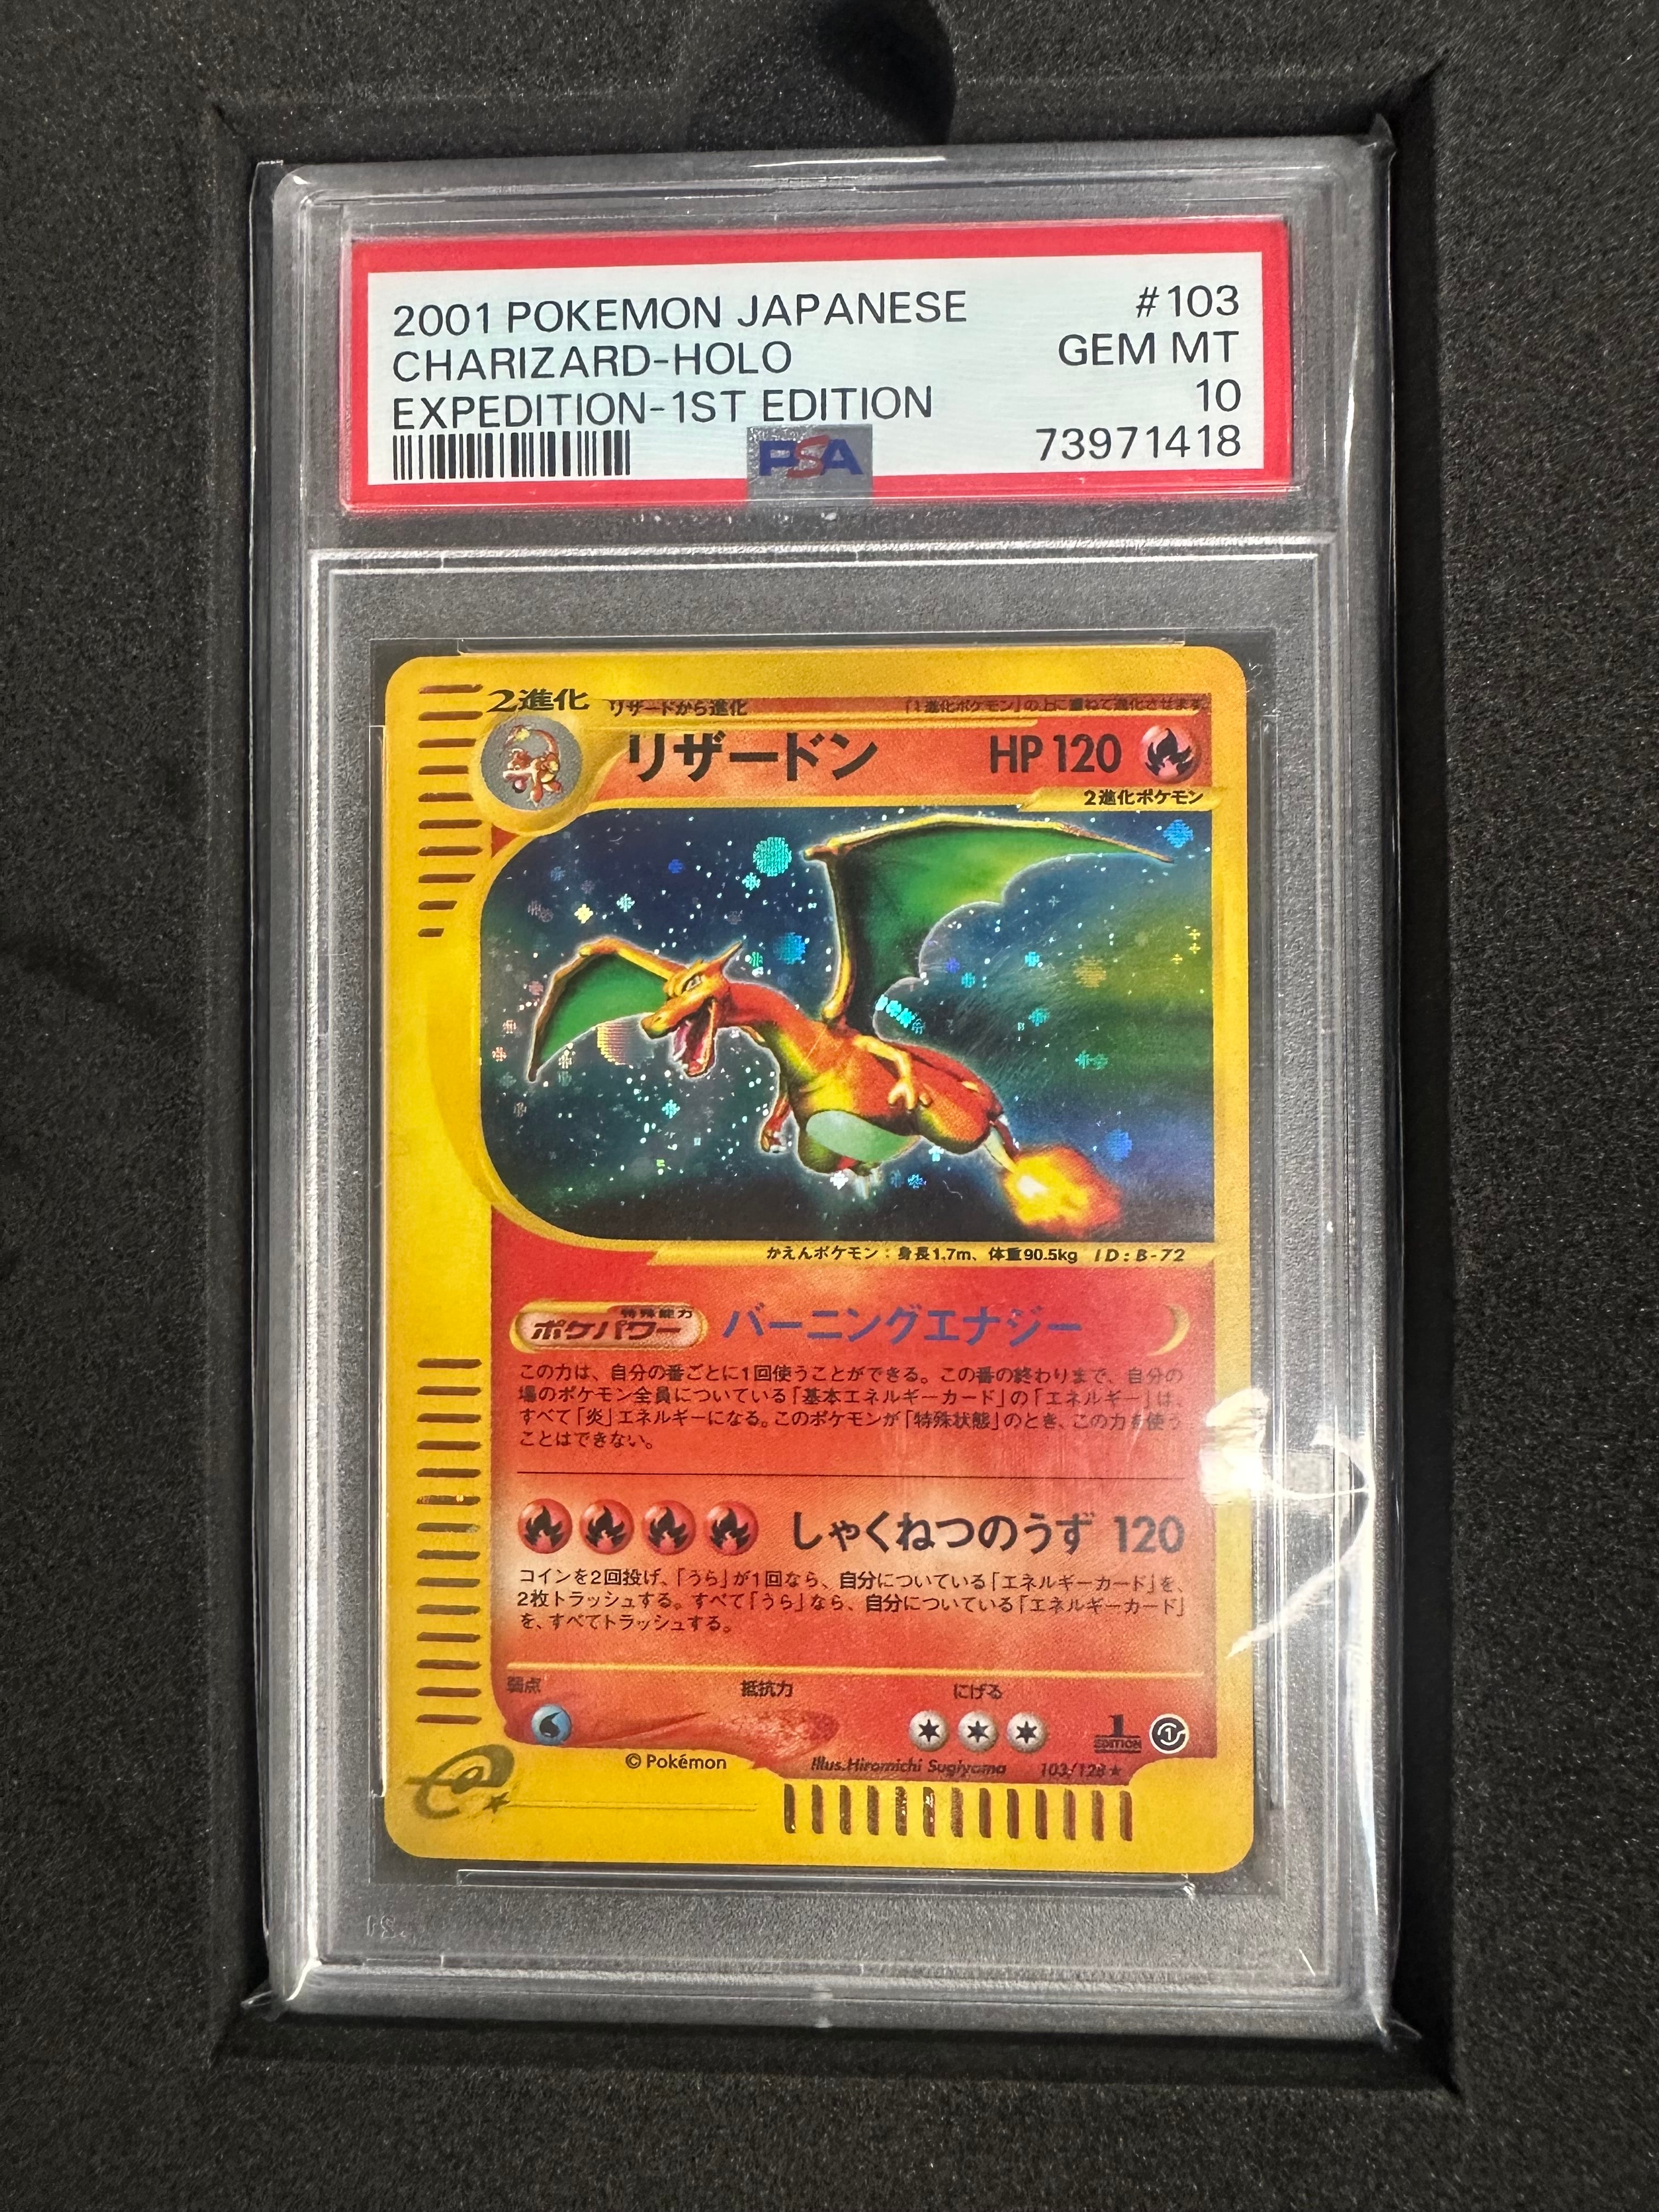 2001 POKEMON JAPANESE #103
CHARIZARD-HOLO GEM MT
EXPEDITION-1ST EDITION 10
PSA 73971418
2進化 リザードから進化 「1進化ポケモン」の上に重ねて進化させます
リザードン HP 120
2進化ポケモン
かえんポケモン：身長1.7m、体重90.5kg ID:B-72
特殊能力
ポケパワー バーニングエナジー
この力は、自分の番ごとに1回使うことができる。この番の終わりまで、自分の
場のポケモン全員についている「基本エネルギーカード」の「エネルギー」は、
すべて「炎」エネルギーになる。このポケモンが「特殊状態」のとき、この力を使う
ことはできない。
しゃくねつのうず 120
コインを2回投げ、「うら」が1回なら、自分についている「エネルギーカード」を、
2枚トラッシュする。すべて「うら」なら、自分についている「エネルギーカード」
を、すべてトラッシュする。
弱点 抵抗力 にげる
1 EDITION 1
© Pokémon Illus.Hiromichi Sugiyama 103/128★
e